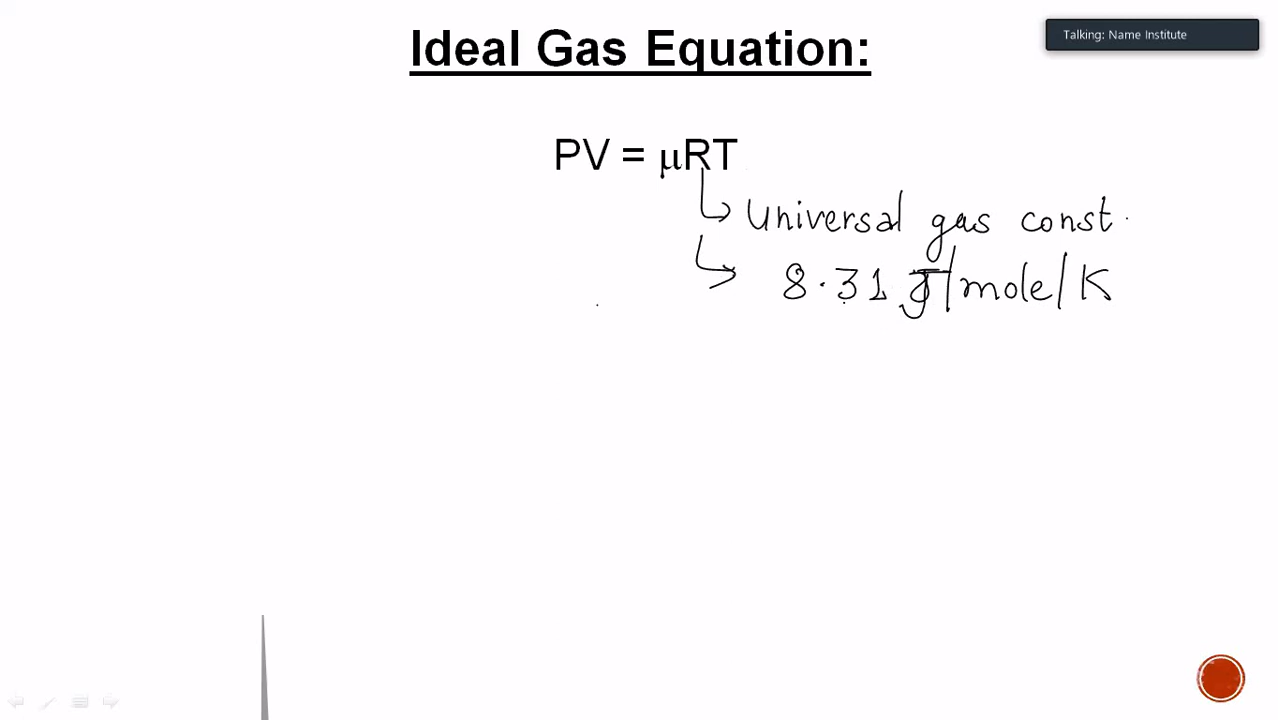 Ideal Gas Equation:
Talking: Name Institute
PV = μRT
Universal gas const.
8.31 J/mole/K